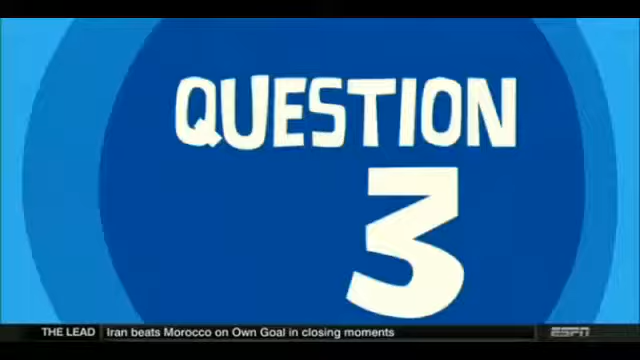 QUESTION
3
THE LEAD Iran beats Morocco on Own Goal in closing moments ESPN